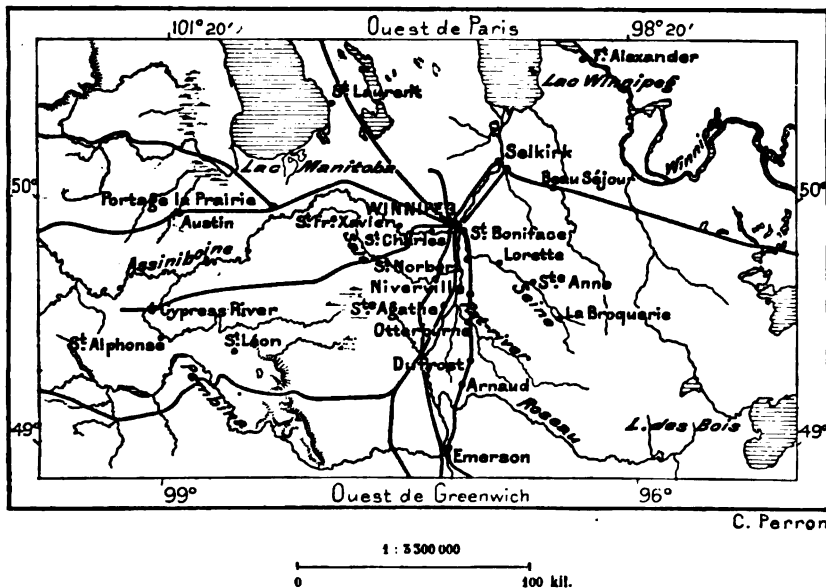 101° 20' Ouest de Paris 98° 20'
Ft. Alexander
Lac Winnipeg
St. Laurent
Winni
Selkirk
Lac Manitoba
Beau Séjour
50° 50°
Portage la Prairie
WINNIPEG
Austin
St. Fr. Xavier
St. Charles
St. Boniface
Assiniboine
Lorette
St. Norbert
Ste Anne
Niverville
Seine
Cypress River
Ste Agathe
La Broquerie
Otterburne
St. Alphonse
St. Léon
Dufrost
Arnaud
Pembina
Roseau
L. des Bois
49° 49°
Emerson
99° Ouest de Greenwich 96°
C. Perron
1 : 3 300 000
0 100 kil.